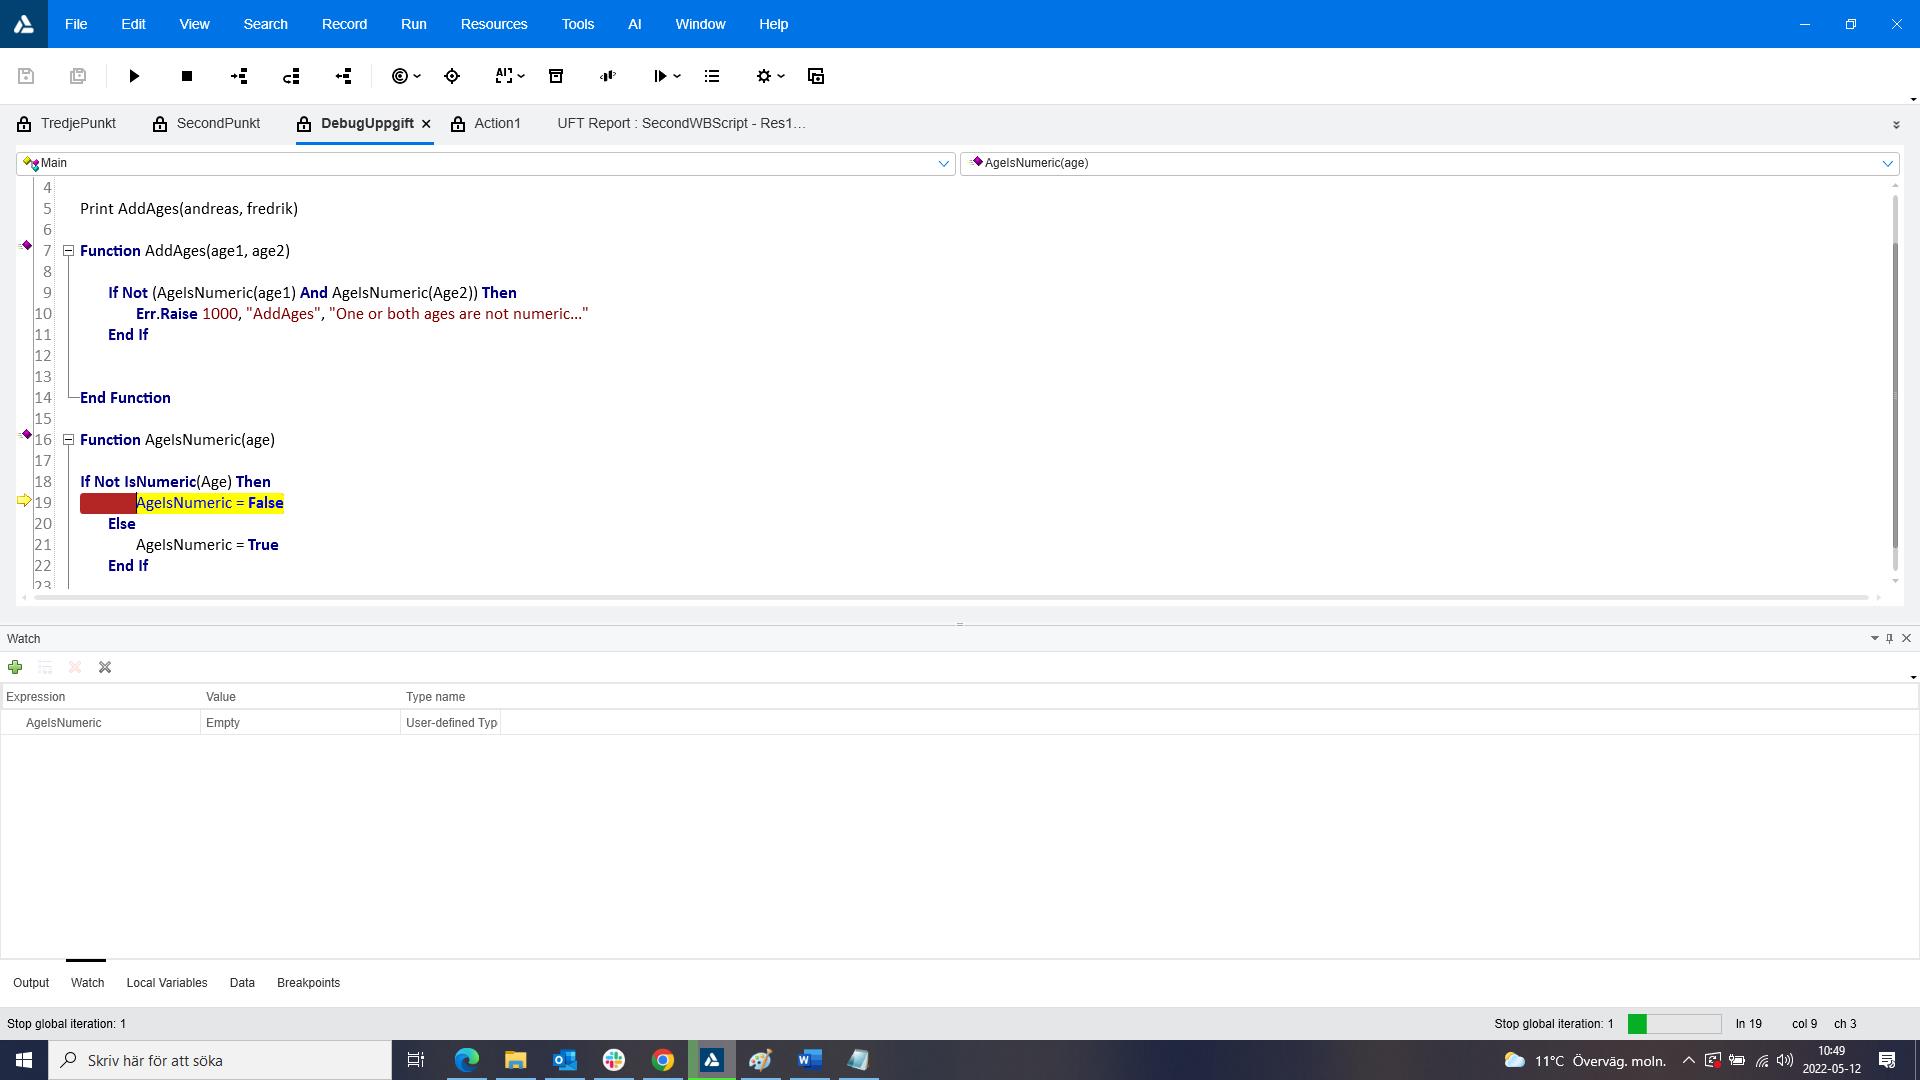 File Edit View Search Record Run Resources Tools AI Window Help
AI
TredjePunkt SecondPunkt DebugUppgift Action1 UFT Report : SecondWBScript - Res1...
Main AgeIsNumeric(age)
4
5 Print AddAges(andreas, fredrik)
6
7 Function AddAges(age1, age2)
8
9 If Not (AgeIsNumeric(age1) And AgeIsNumeric(Age2)) Then
10 Err.Raise 1000, "AddAges", "One or both ages are not numeric..."
11 End If
12
13
14 End Function
15
16 Function AgeIsNumeric(age)
17
18 If Not IsNumeric(Age) Then
19 AgeIsNumeric = False
20 Else
21 AgeIsNumeric = True
22 End If
23
Watch
Expression Value Type name
AgeIsNumeric Empty User-defined Typ
Output Watch Local Variables Data Breakpoints
Stop global iteration: 1 Stop global iteration: 1 ln 19 col 9 ch 3
Skriv här för att söka 11°C Överväg. moln. 10:49
2022-05-12